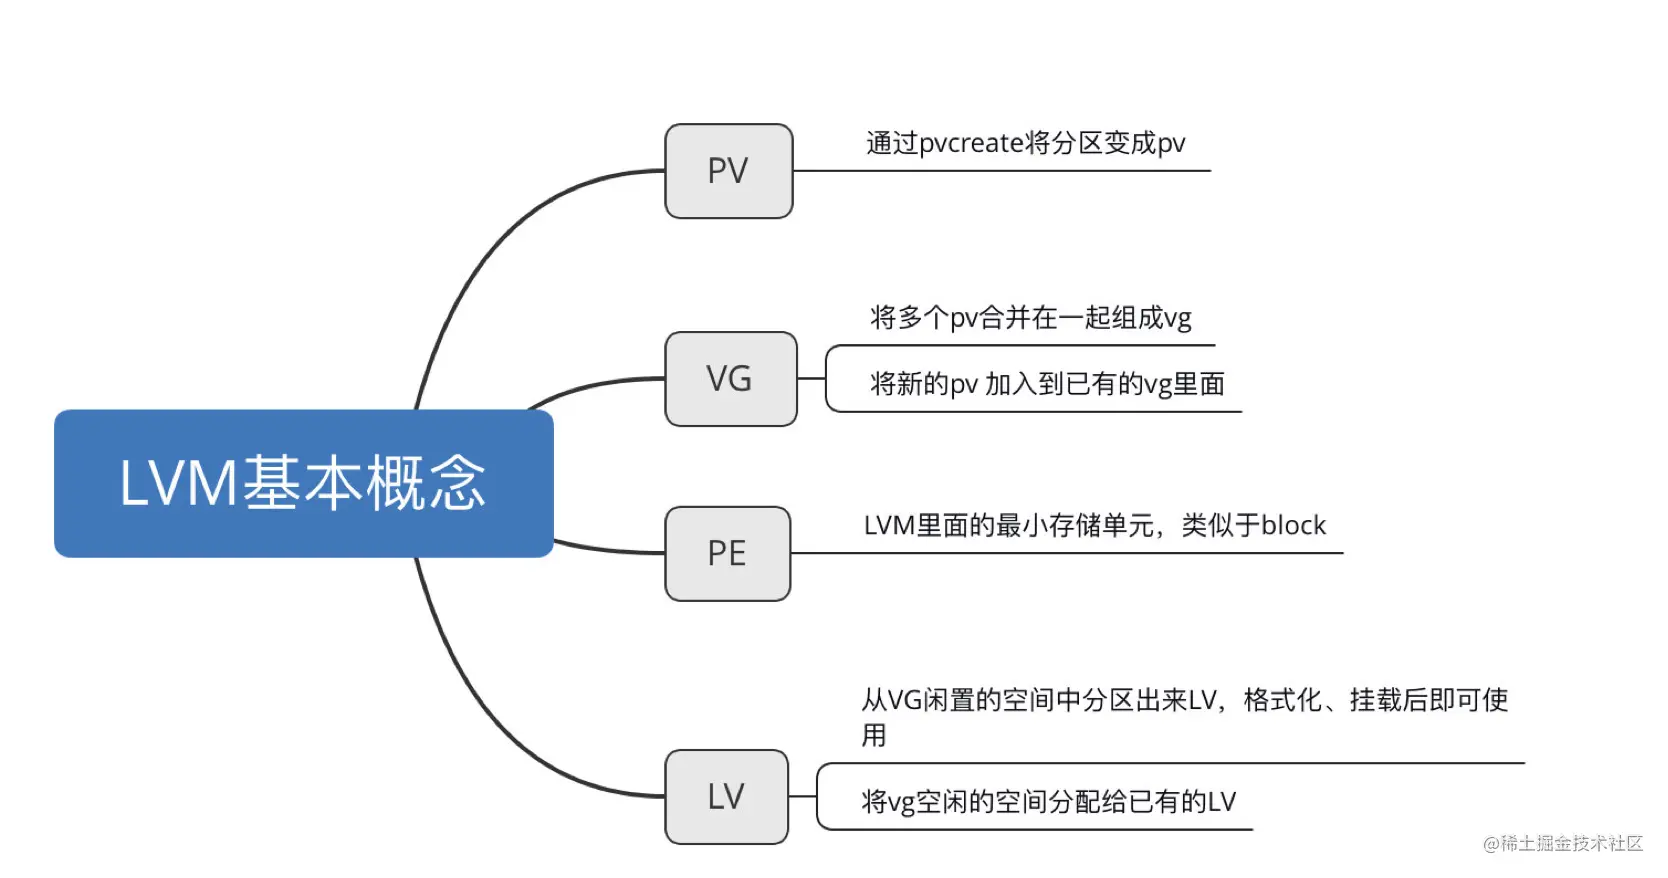 LVM基本概念
PV
通过pvcreate将分区变成pv
VG
将多个pv合并在一起组成vg
将新的pv 加入到已有的vg里面
PE
LVM里面的最小存储单元，类似于block
LV
从VG闲置的空间中分区出来LV，格式化、挂载后即可使
用
将vg空闲的空间分配给已有的LV
@稀土掘金技术社区